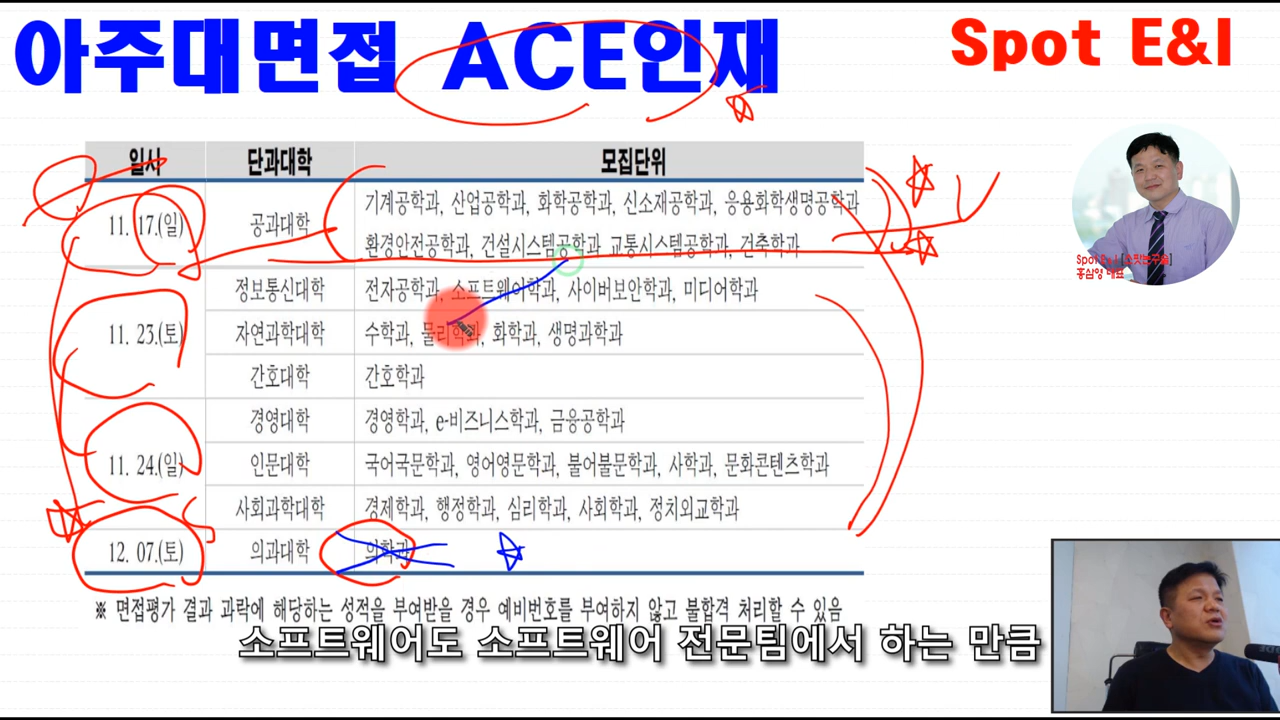 아주대면접 ACE인재
Spot E&I
일시 단과대학 모집단위
11. 17.(일) 공과대학 기계공학과, 산업공학과, 화학공학과, 신소재공학과, 응용화학생명공학과
환경안전공학과, 건설시스템공학과 교통시스템공학과, 건축학과
정보통신대학 전자공학과, 소프트웨어학과, 사이버보안학과, 미디어학과
11. 23.(토) 자연과학대학 수학과, 물리학과, 화학과, 생명과학과
간호대학 간호학과
경영대학 경영학과, e-비즈니스학과, 금융공학과
11. 24.(일) 인문대학 국어국문학과, 영어영문학과, 불어불문학과, 사학과, 문화콘텐츠학과
사회과학대학 경제학과, 행정학과, 심리학과, 사회학과, 정치외교학과
12. 07.(토) 의과대학 의학과
※ 면접평가 결과 과락에 해당하는 성적을 부여받을 경우 예비번호를 부여하지 않고 불합격 처리할 수 있음
Spot E&I
홍삼영 대표
소프트웨어도 소프트웨어 전문팀에서 하는 만큼